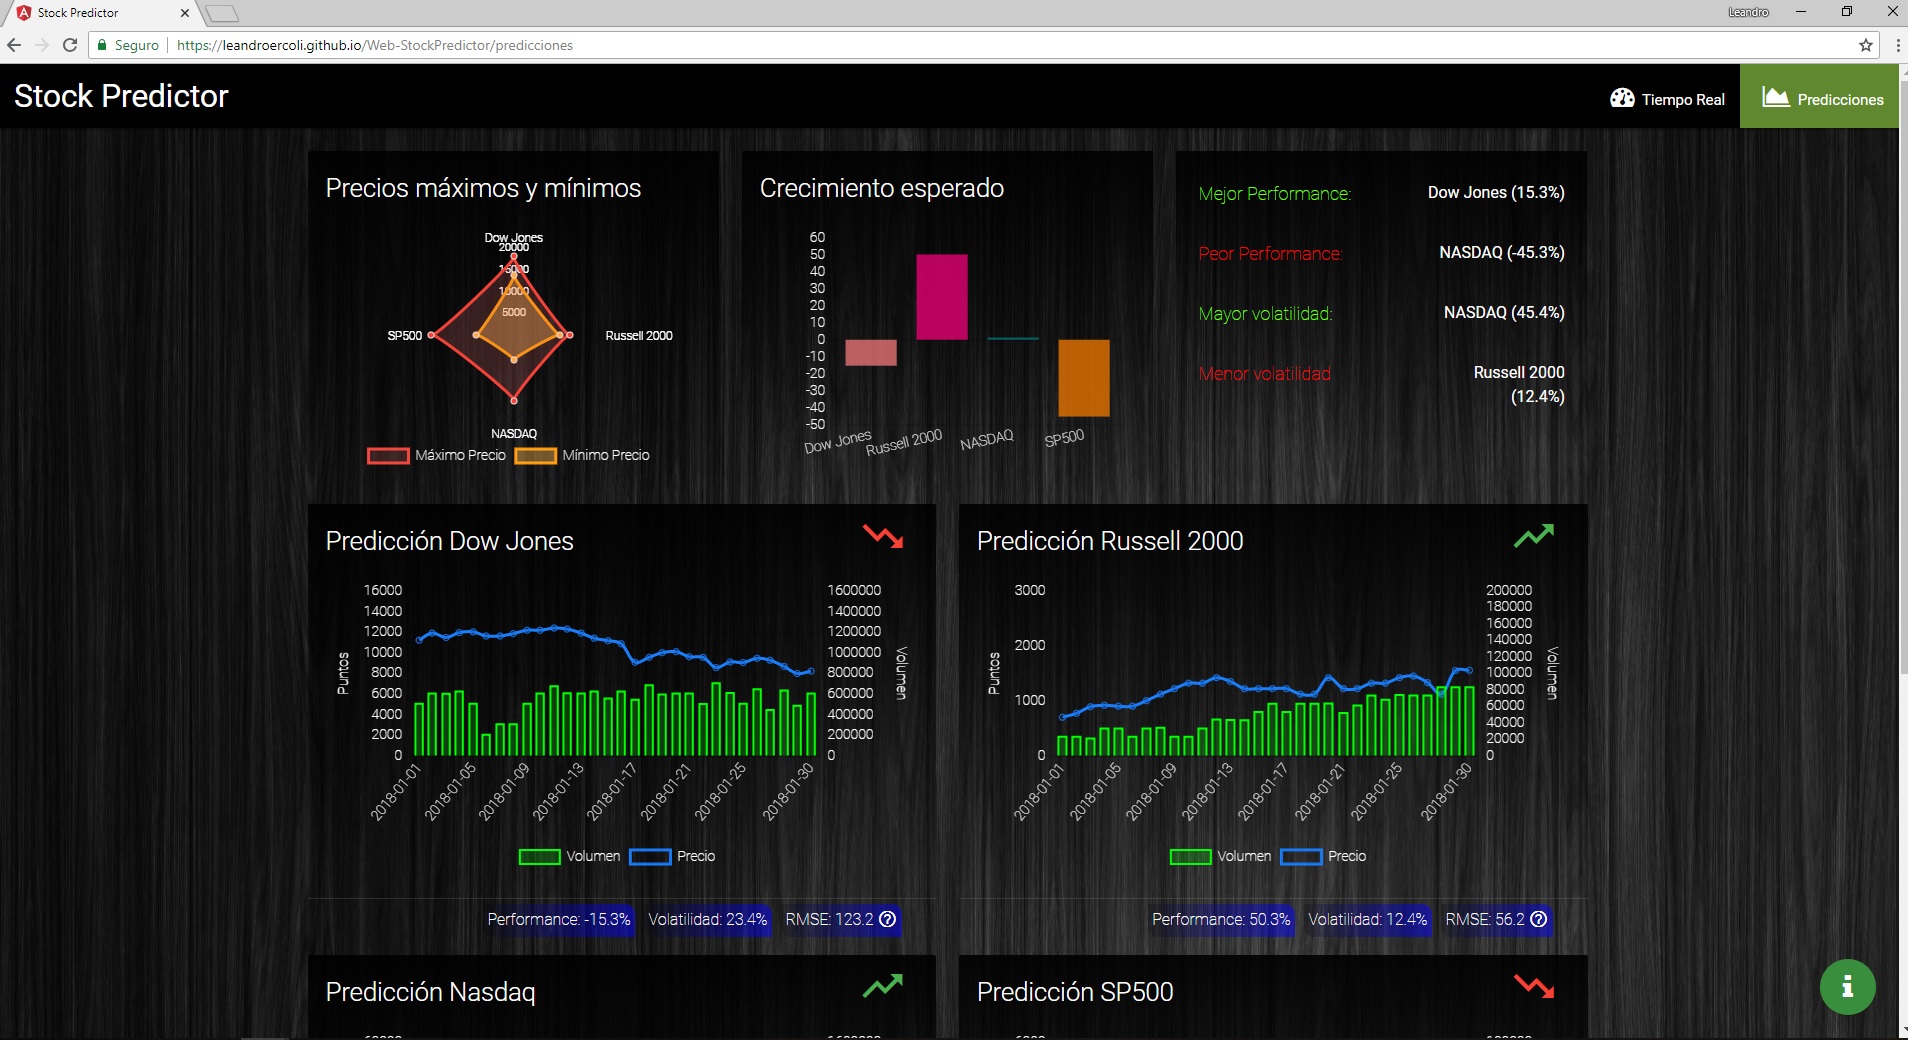 Stock Predictor
Leandro
Seguro
https://leandroercoli.github.io/Web-StockPredictor/predicciones
Stock Predictor
Tiempo Real
Predicciones
Precios máximos y mínimos
Dow Jones
20000
15000
10000
5000
SP500
Russell 2000
NASDAQ
Máximo Precio
Mínimo Precio
Crecimiento esperado
60
50
40
30
20
10
0
-10
-20
-30
-40
-50
Dow Jones
Russell 2000
NASDAQ
SP500
Mejor Performance:
Dow Jones (15.3%)
Peor Performance:
NASDAQ (-45.3%)
Mayor volatilidad:
NASDAQ (45.4%)
Menor volatilidad
Russell 2000
(12.4%)
Predicción Dow Jones
Puntos
16000
14000
12000
10000
8000
6000
4000
2000
0
1600000
1400000
1200000
1000000
800000
600000
400000
200000
0
Volumen
2018-01-01
2018-01-05
2018-01-09
2018-01-13
2018-01-17
2018-01-21
2018-01-25
2018-01-30
Volumen
Precio
Performance: -15.3%
Volatilidad: 23.4%
RMSE: 123.2
Predicción Russell 2000
Puntos
3000
2000
1000
0
200000
180000
160000
140000
120000
100000
80000
60000
40000
20000
0
Volumen
2018-01-01
2018-01-05
2018-01-09
2018-01-13
2018-01-17
2018-01-21
2018-01-25
2018-01-30
Volumen
Precio
Performance: 50.3%
Volatilidad: 12.4%
RMSE: 56.2
Predicción Nasdaq
Predicción SP500